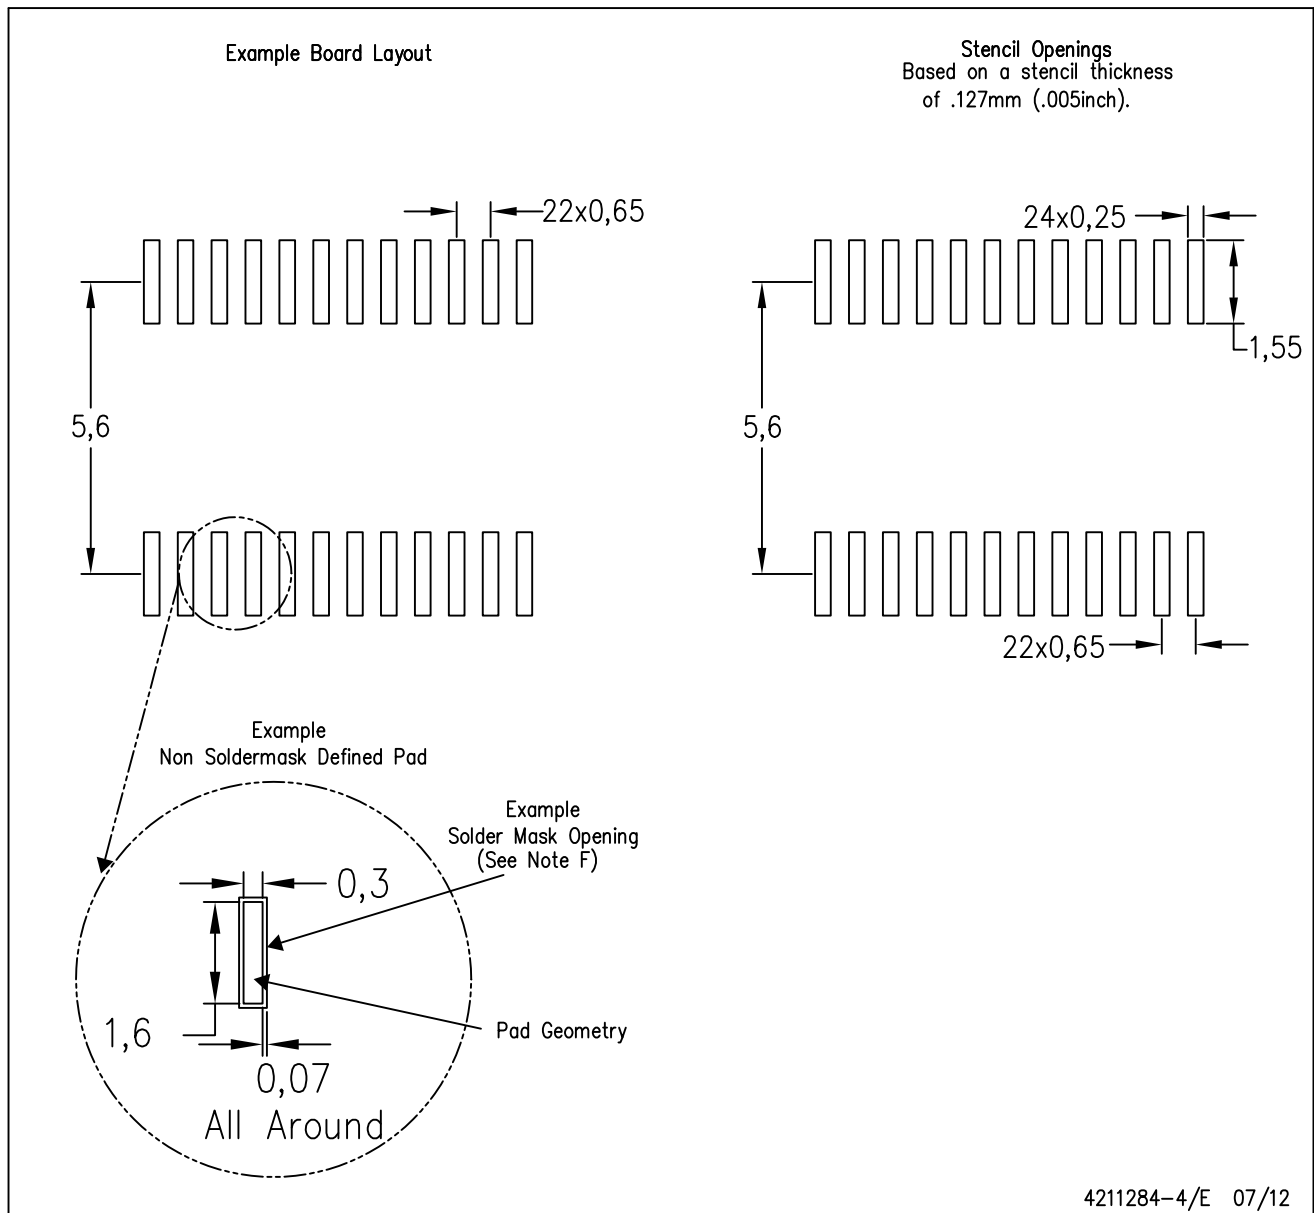 Example Board Layout
Stencil Openings
Based on a stencil thickness
of .127mm (.005inch).
22x0,65
24x0,25
1,55
5,6
5,6
22x0,65
Example
Non Soldermask Defined Pad
Example
Solder Mask Opening
(See Note F)
0,3
1,6
Pad Geometry
0,07
All Around
4211284-4/E 07/12